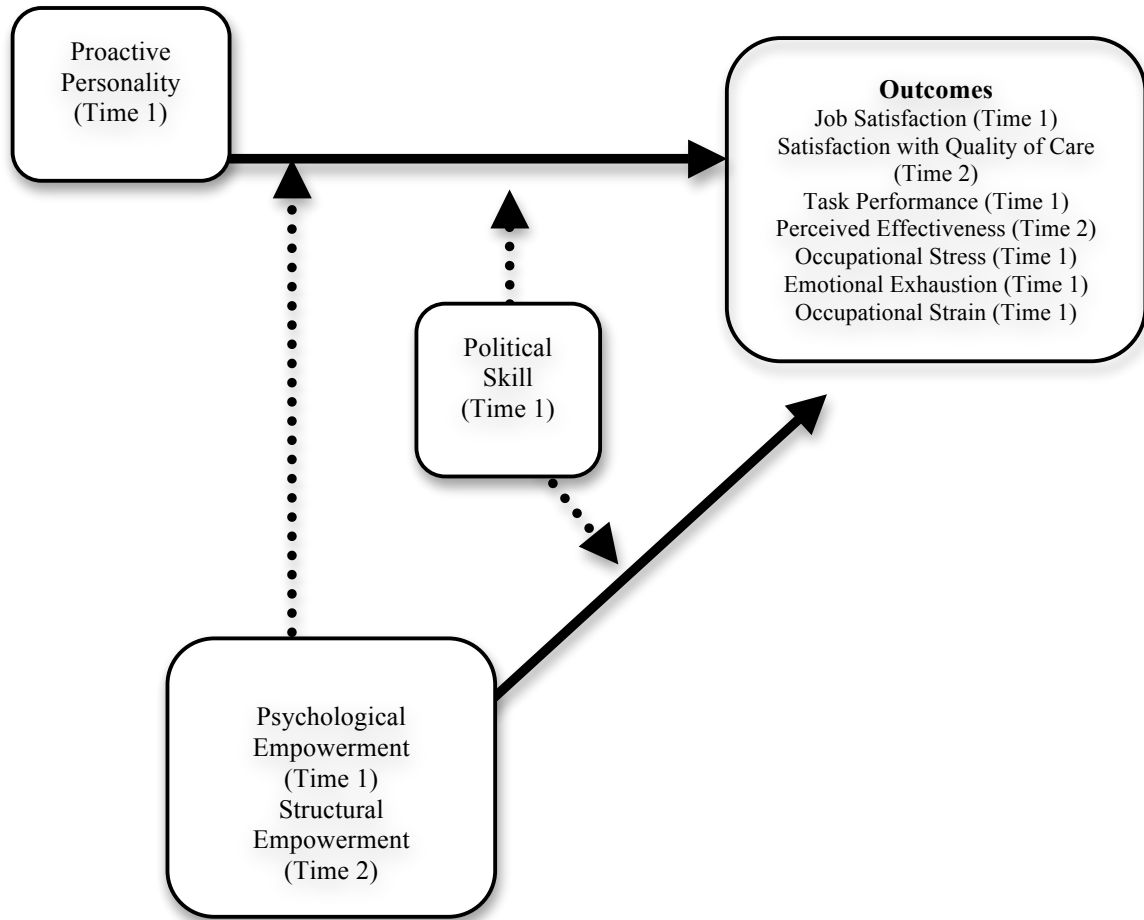 Proactive
Personality
(Time 1)
Outcomes
Job Satisfaction (Time 1)
Satisfaction with Quality of Care
(Time 2)
Task Performance (Time 1)
Perceived Effectiveness (Time 2)
Occupational Stress (Time 1)
Emotional Exhaustion (Time 1)
Occupational Strain (Time 1)
Political
Skill
(Time 1)
Psychological
Empowerment
(Time 1)
Structural
Empowerment
(Time 2)